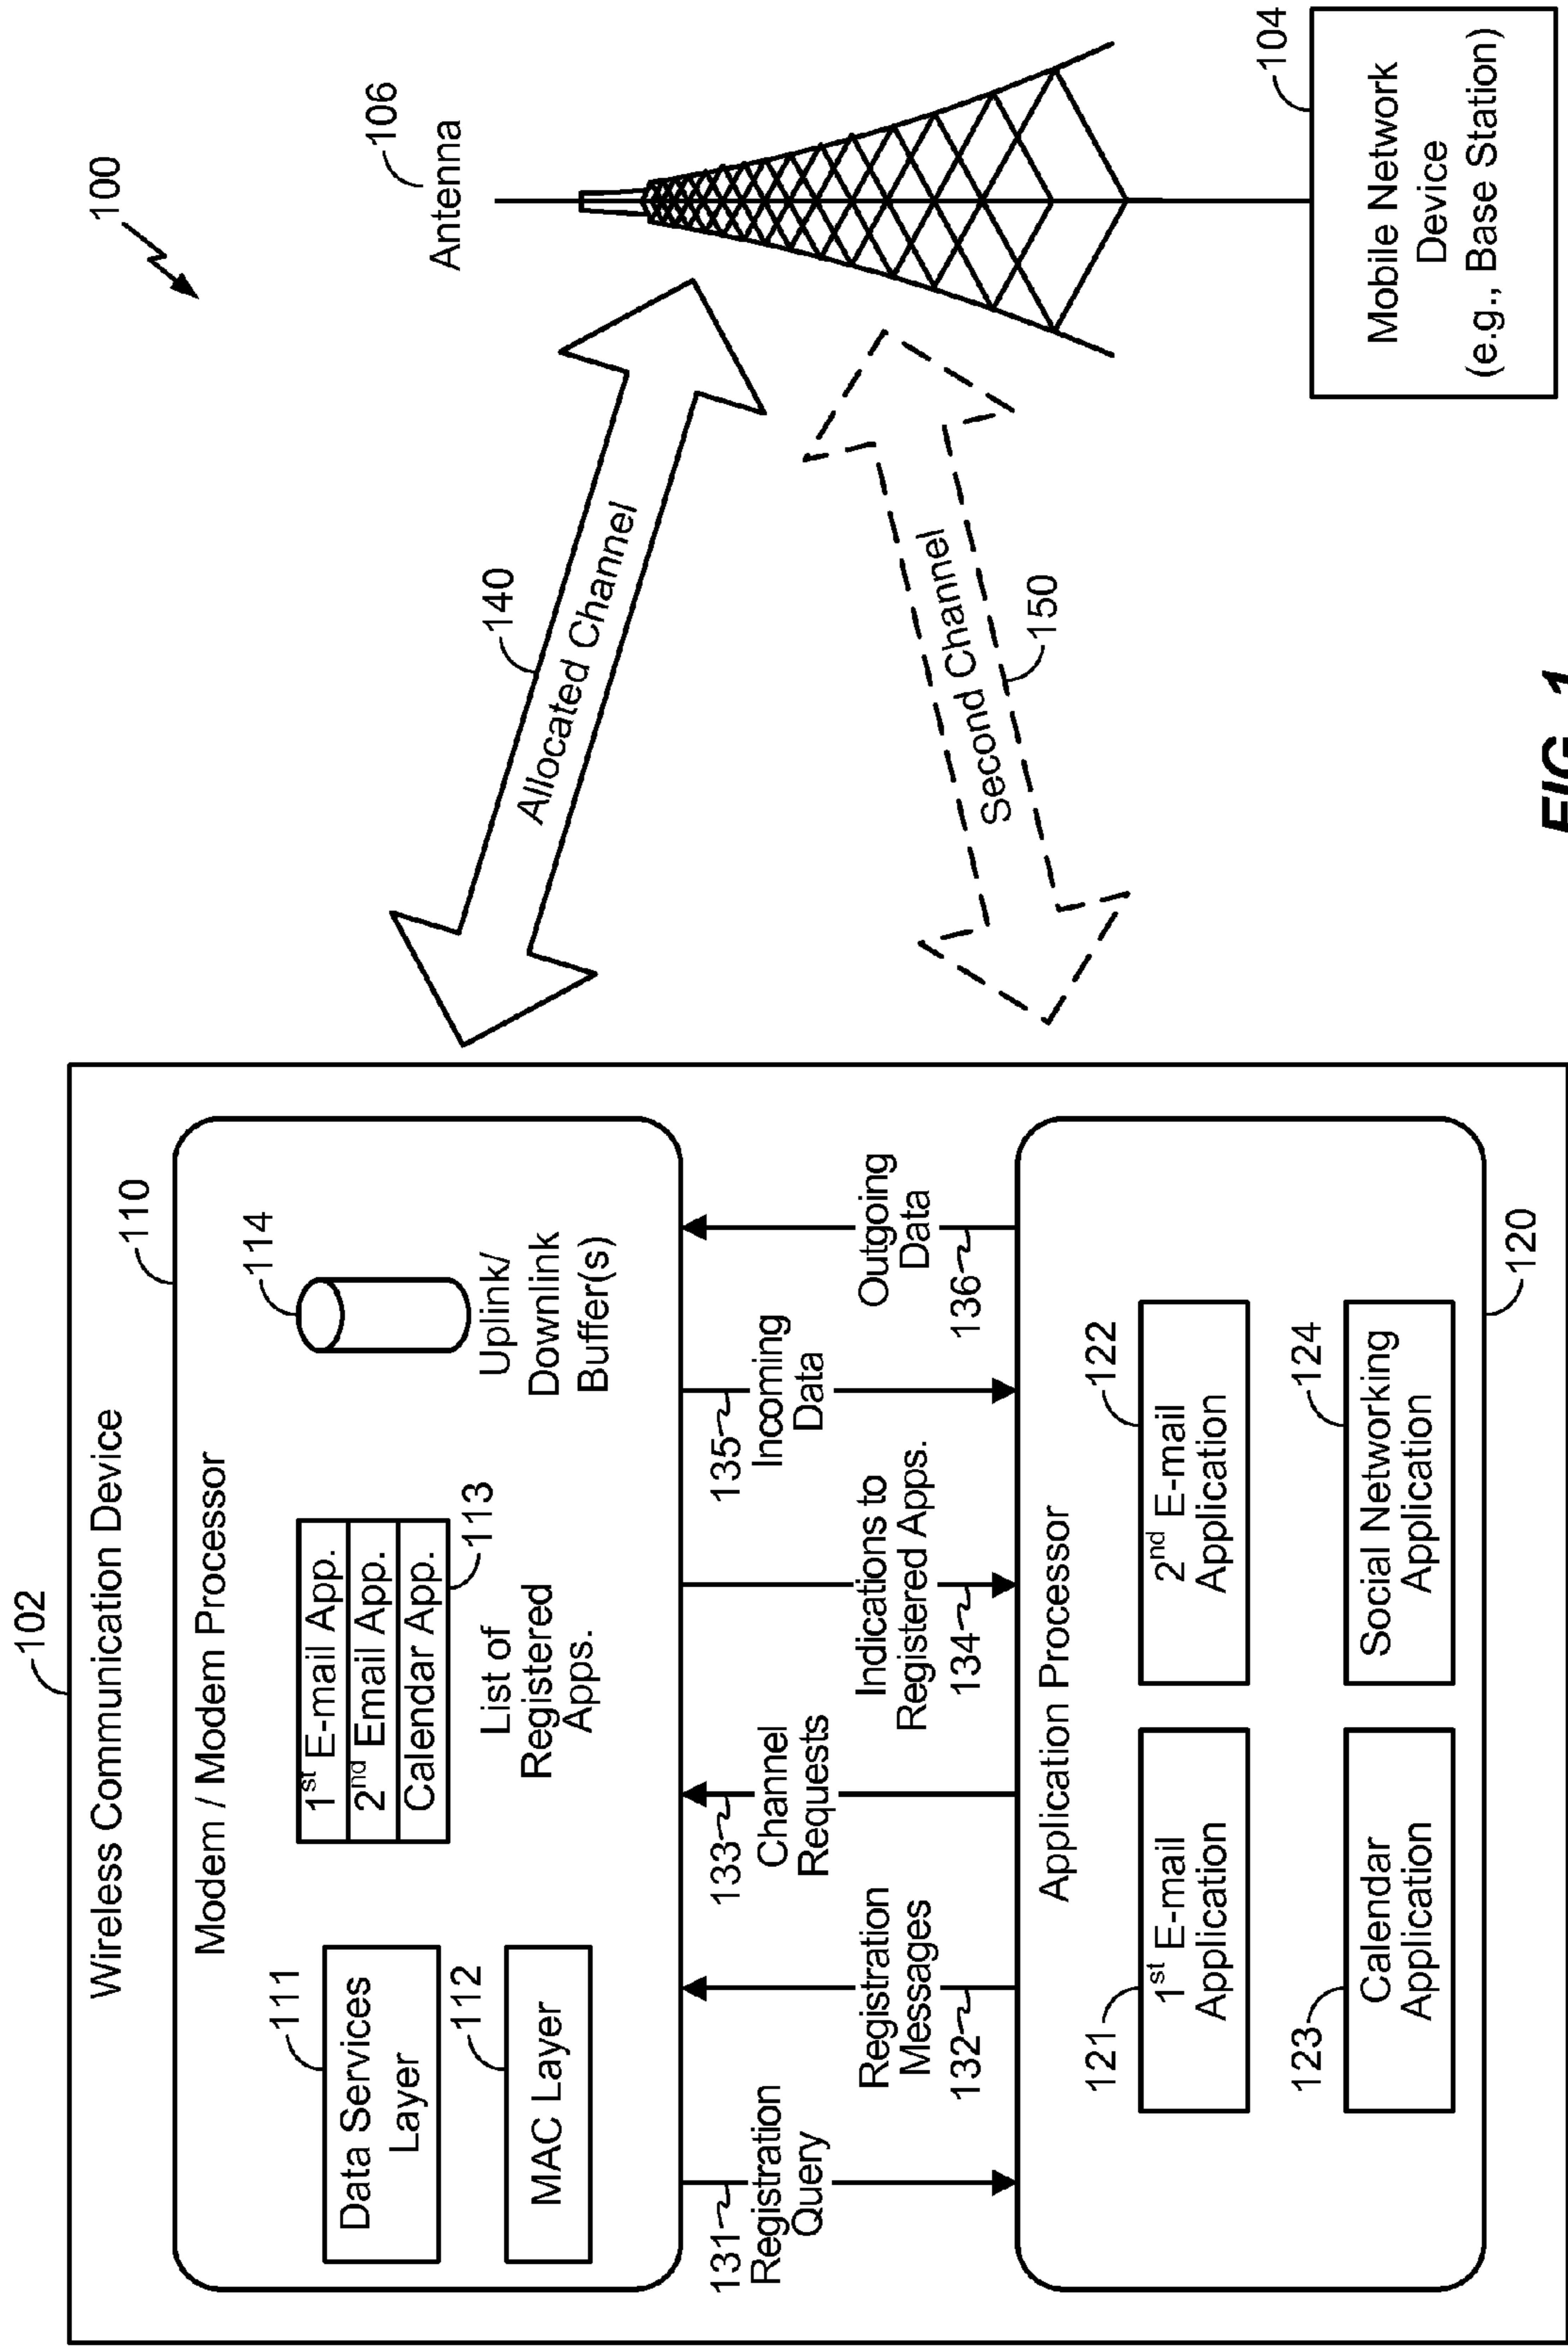 100
102
Wireless Communication Device
110
Modem / Modem Processor
111
Data Services
Layer
112
MAC Layer
1st E-mail App.
2nd Email App.
Calendar App.
113
List of
Registered
Apps.
114
Uplink/
Downlink
Buffer(s)
131
Registration
Query
Registration
Messages
132
133
Channel
Requests
Indications to
Registered Apps.
134
135
Incoming
Data
Outgoing
Data
136
Application Processor
121
1st E-mail
Application
122
2nd E-mail
Application
123
Calendar
Application
124
Social Networking
Application
120
140
Allocated Channel
Second Channel
150
106
Antenna
104
Mobile Network
Device
(e.g., Base Station)
FIG. 1